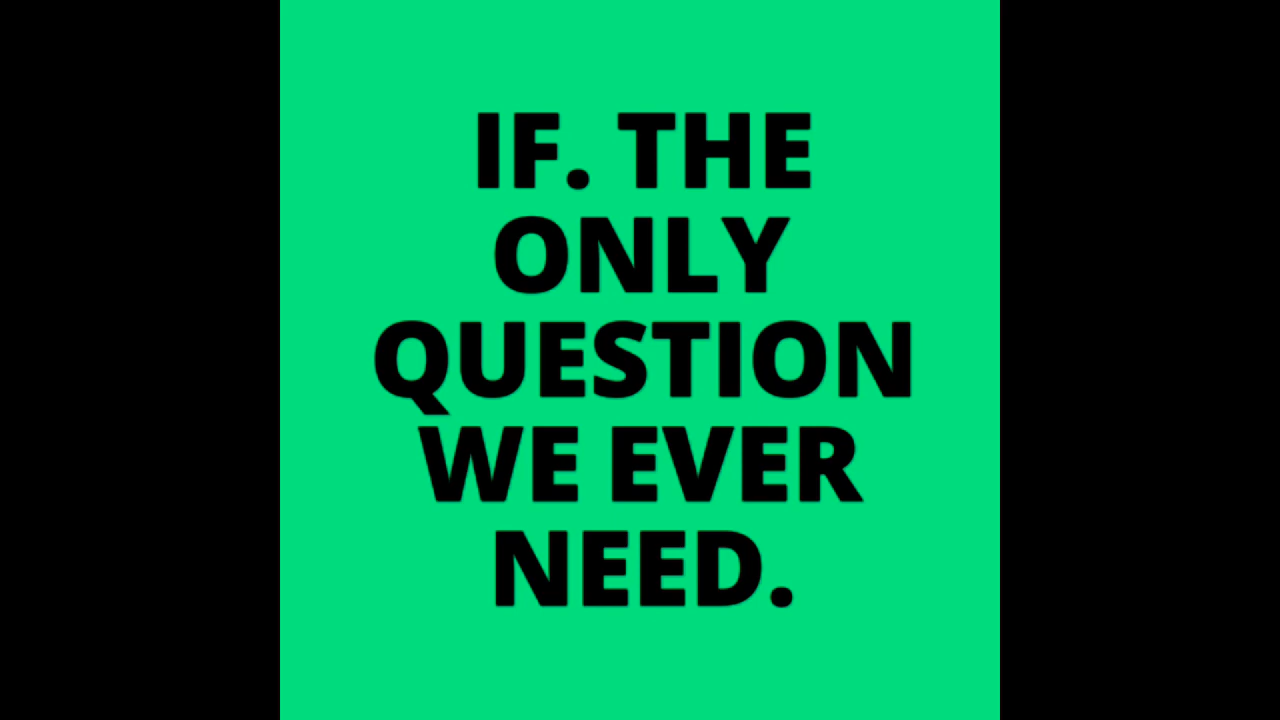 IF. THE
ONLY
QUESTION
WE EVER
NEED.